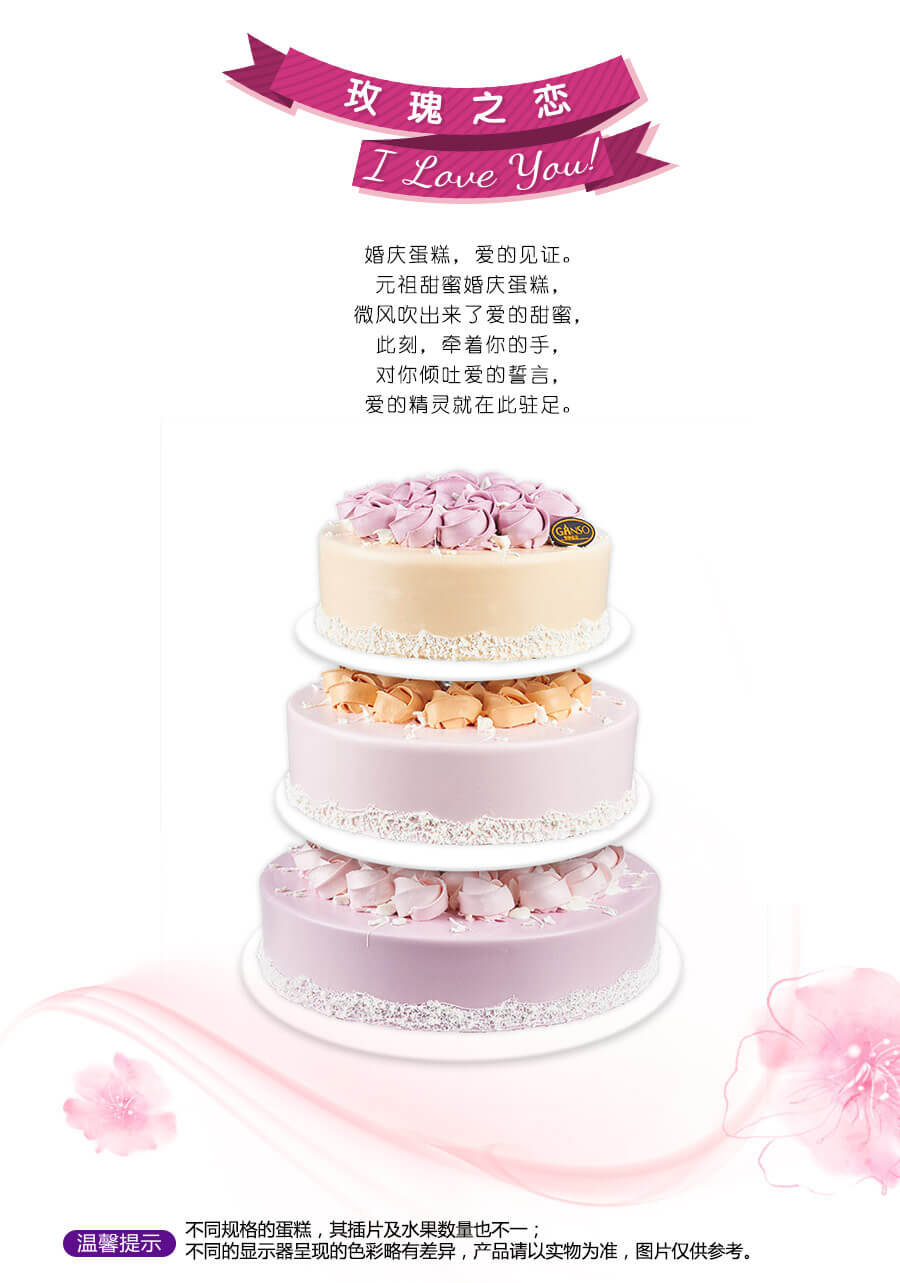 玫瑰之恋
I Love You!
婚庆蛋糕，爱的见证。
元祖甜蜜婚庆蛋糕，
微风吹出来了爱的甜蜜，
此刻，牵着你的手，
对你倾吐爱的誓言，
爱的精灵就在此驻足。
GANSO
温馨提示
不同规格的蛋糕，其插片及水果数量也不一；
不同的显示器呈现的色彩略有差异，产品请以实物为准，图片仅供参考。